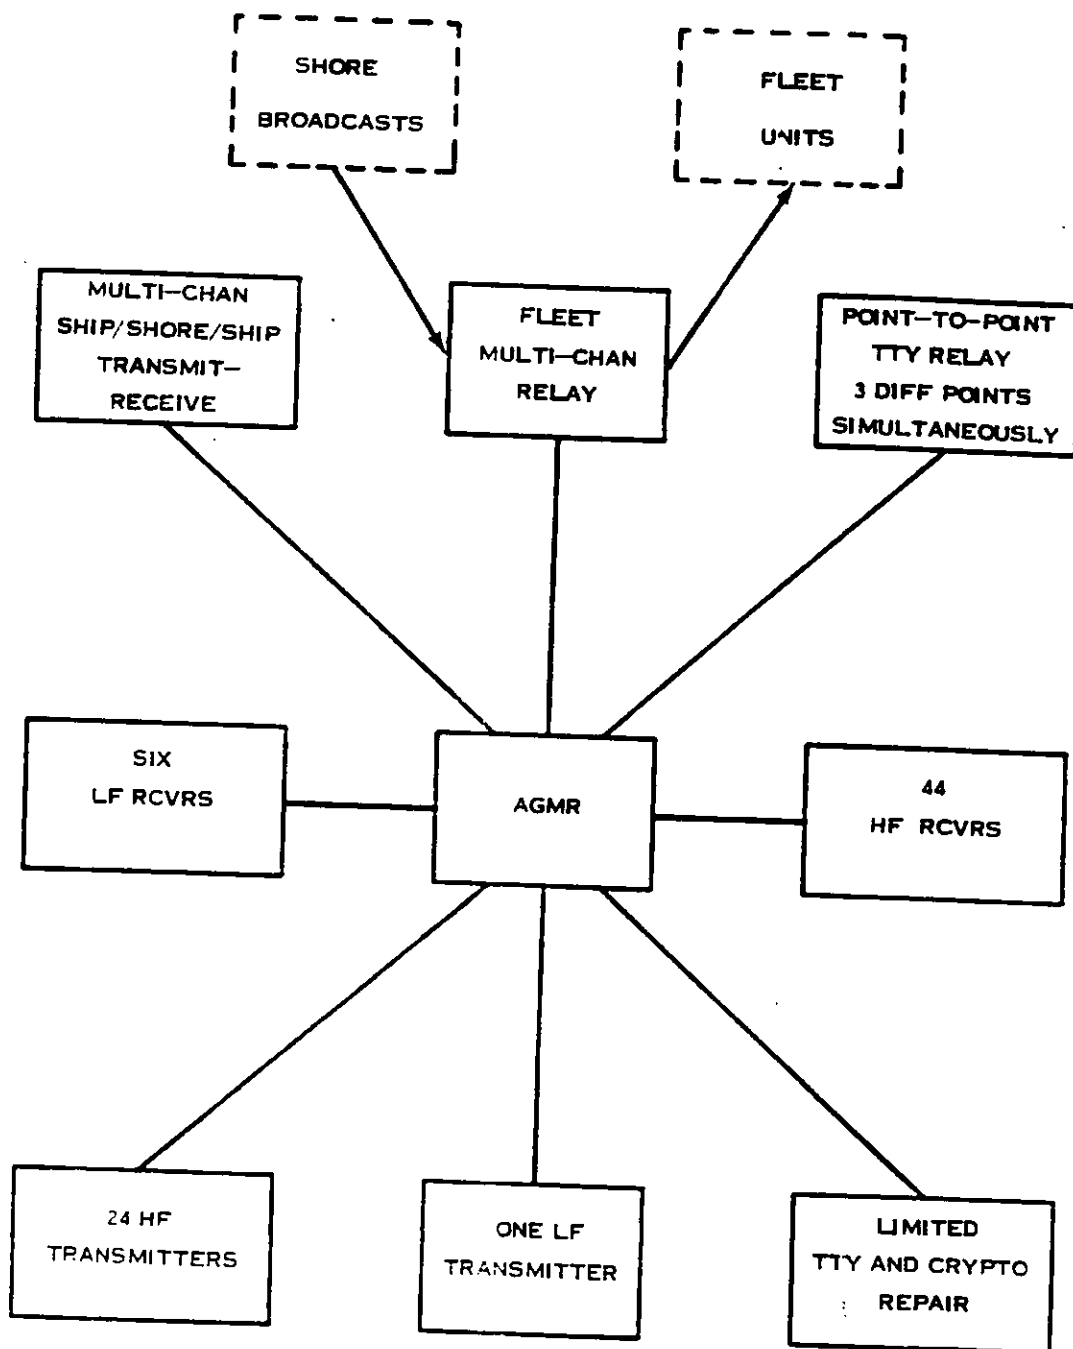 SHORE
BROADCASTS
FLEET
UNITS
MULTI-CHAN
SHIP/SHORE/SHIP
TRANSMIT-
RECEIVE
FLEET
MULTI-CHAN
RELAY
POINT-TO-POINT
TTY RELAY
3 DIFF POINTS
SIMULTANEOUSLY
SIX
LF RCVRS
AGMR
44
HF RCVRS
24 HF
TRANSMITTERS
ONE LF
TRANSMITTER
LIMITED
TTY AND CRYPTO
REPAIR